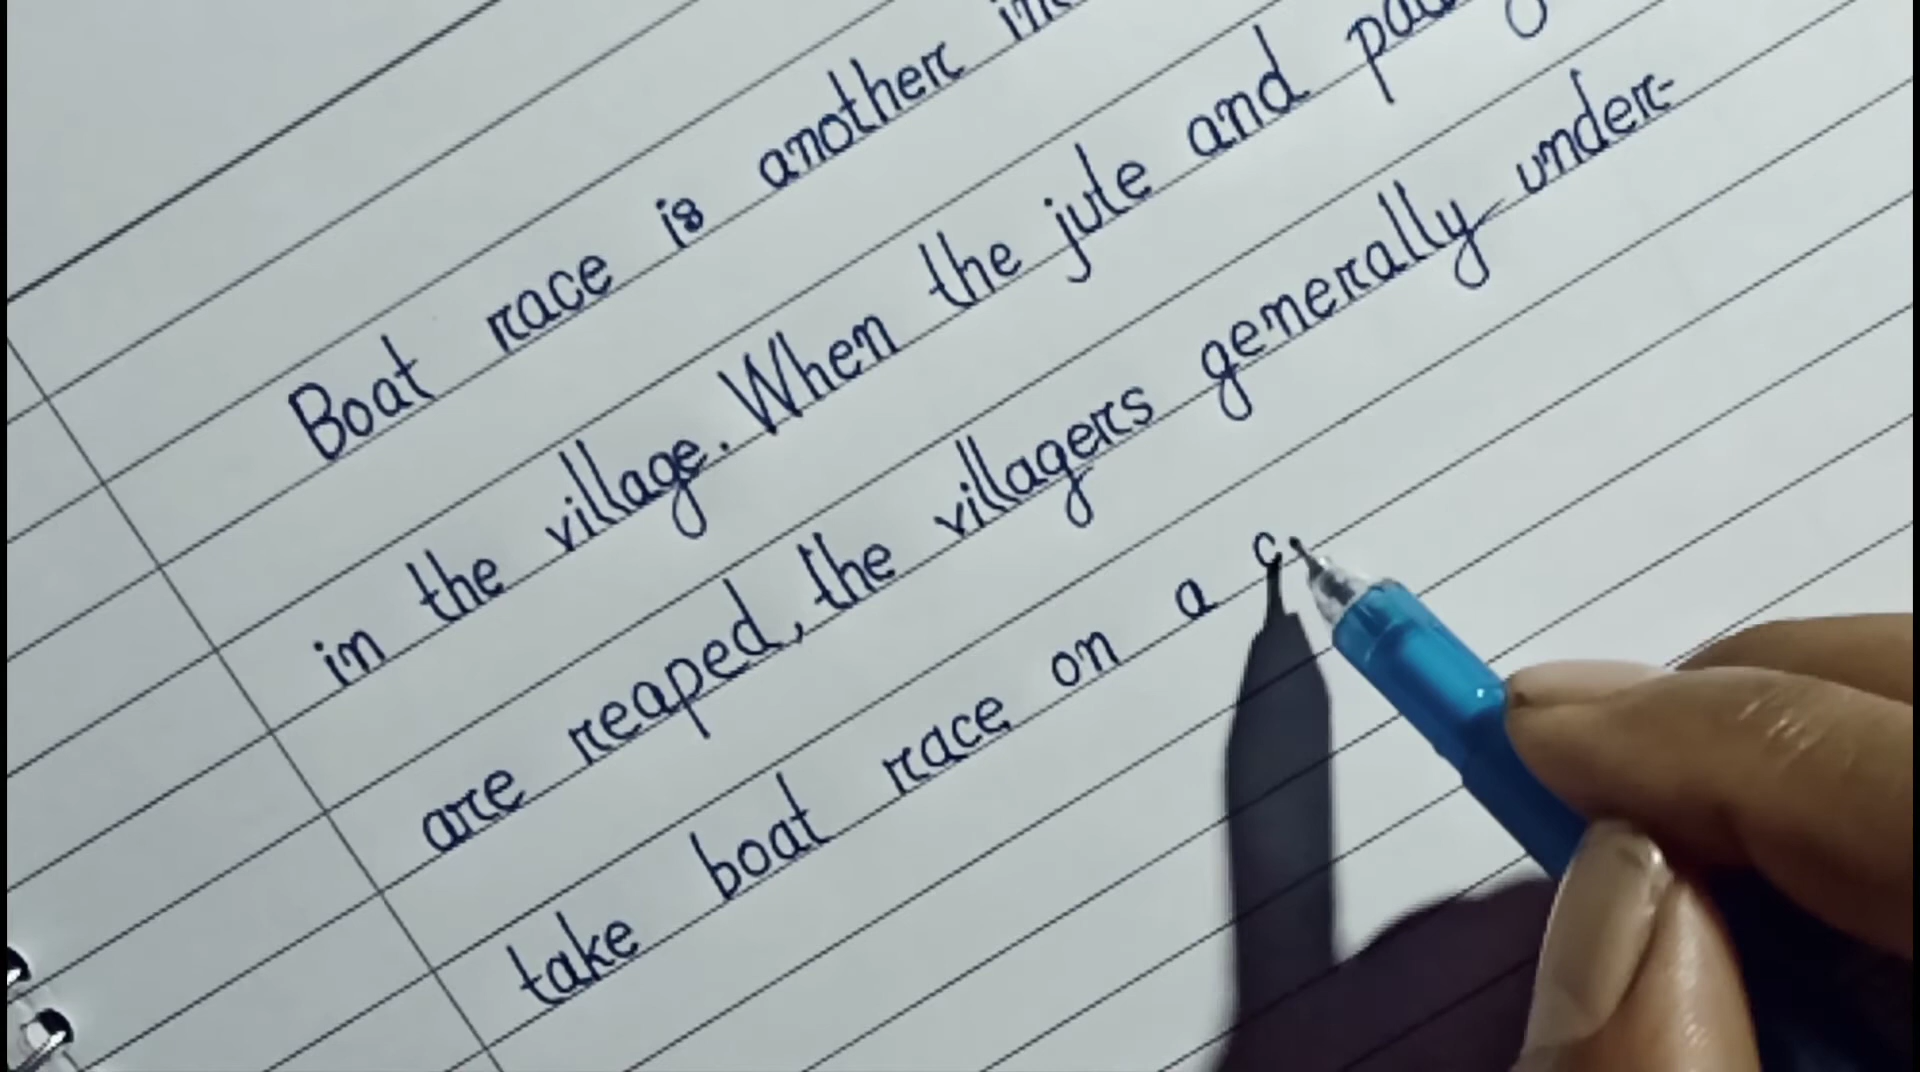 Boat race is another
in the village. When the jute and
are reaped, the villagers generally under-
take boat race on a c